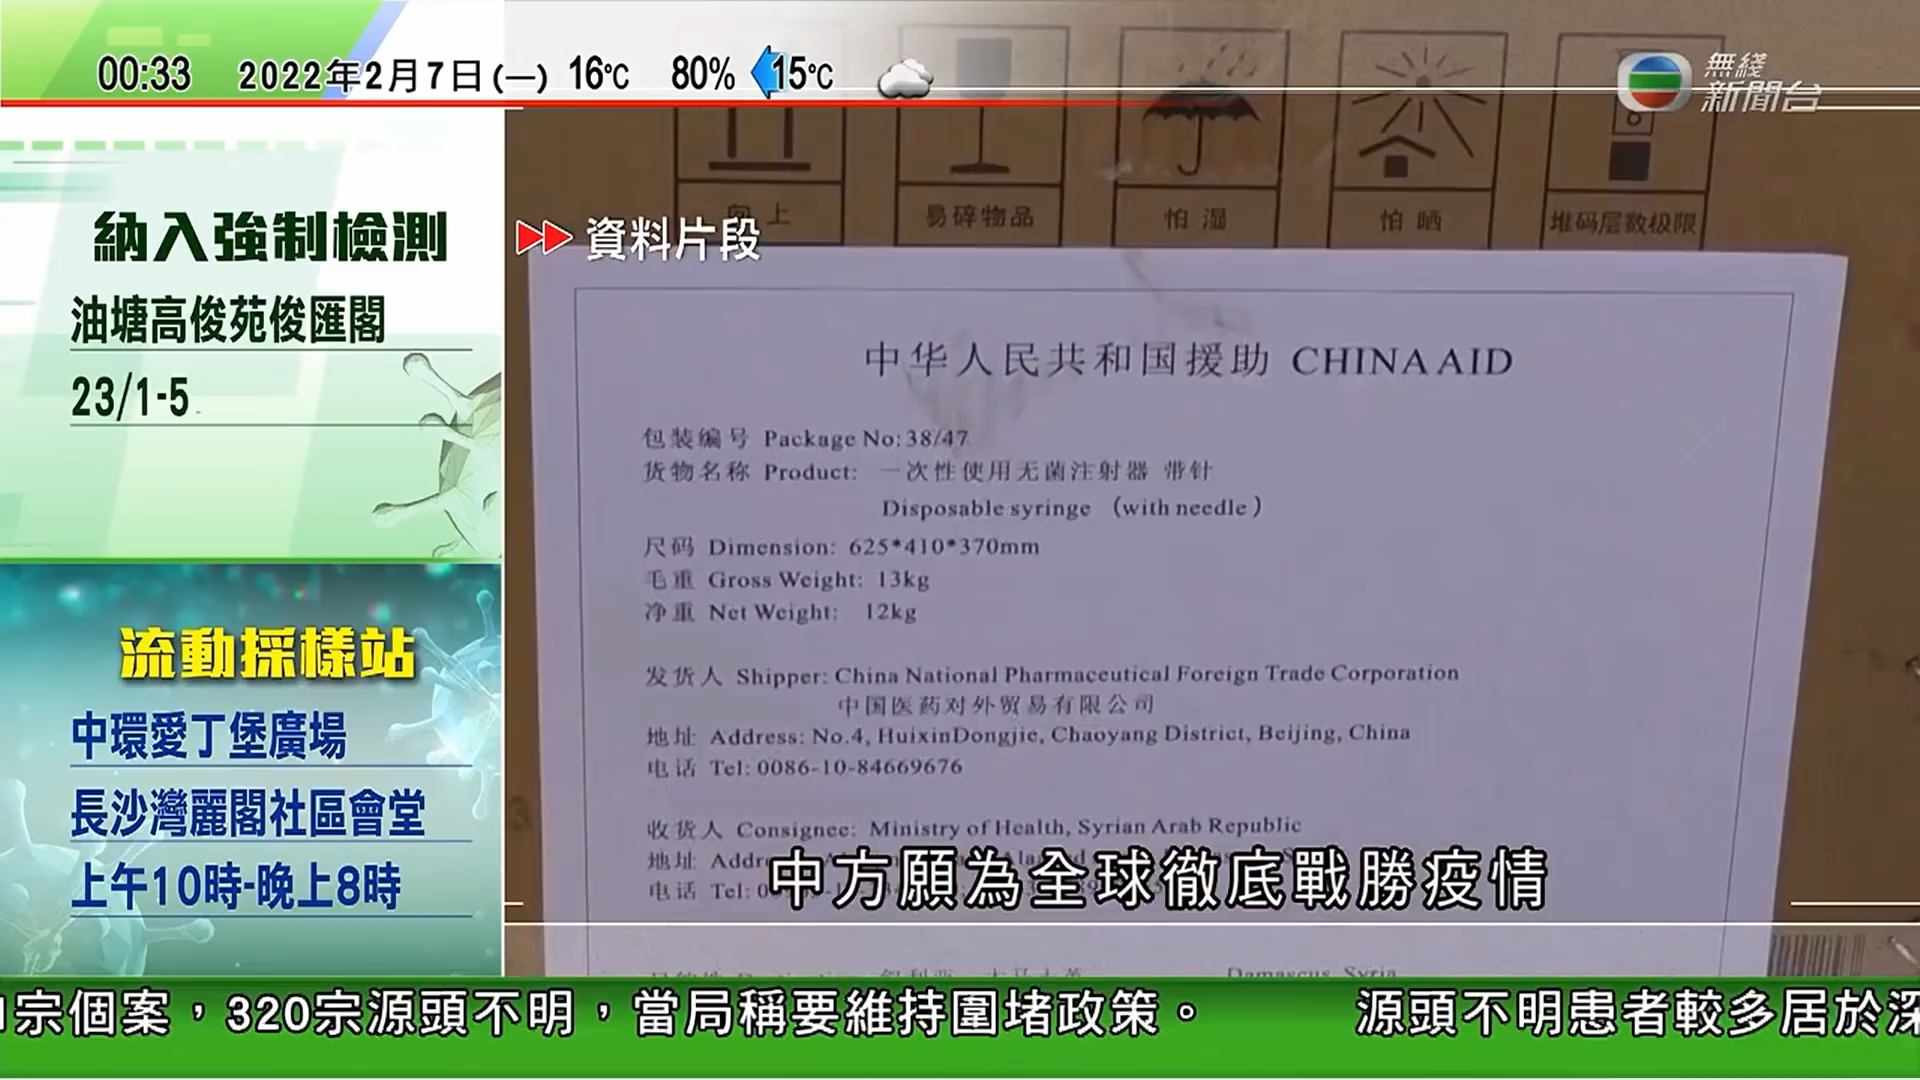 00:33 2022年2月7日(一) 16℃ 80% 15℃
無綫
新聞台
納入強制檢測
油塘高俊苑俊匯閣
23/1-5
流動採樣站
中環愛丁堡廣場
長沙灣麗閣社區會堂
上午10時-晚上8時
向上 易碎物品 怕湿 怕晒 堆码层数极限
資料片段
中华人民共和国援助 CHINA AID
包装编号 Package No: 38/47
货物名称 Product: 一次性使用无菌注射器 带针
Disposable syringe （with needle）
尺码 Dimension: 625*410*370mm
毛重 Gross Weight: 13kg
净重 Net Weight: 12kg
发货人 Shipper: China National Pharmaceutical Foreign Trade Corporation
中国医药对外贸易有限公司
地址 Address: No.4, HuixinDongjie, Chaoyang District, Beijing, China
电话 Tel: 0086-10-84669676
收货人 Consignee: Ministry of Health, Syrian Arab Republic
地址
电话 Tel:
中方願為全球徹底戰勝疫情
Damascus, Syria
宗個案，320宗源頭不明，當局稱要維持圍堵政策。 源頭不明患者較多居於深